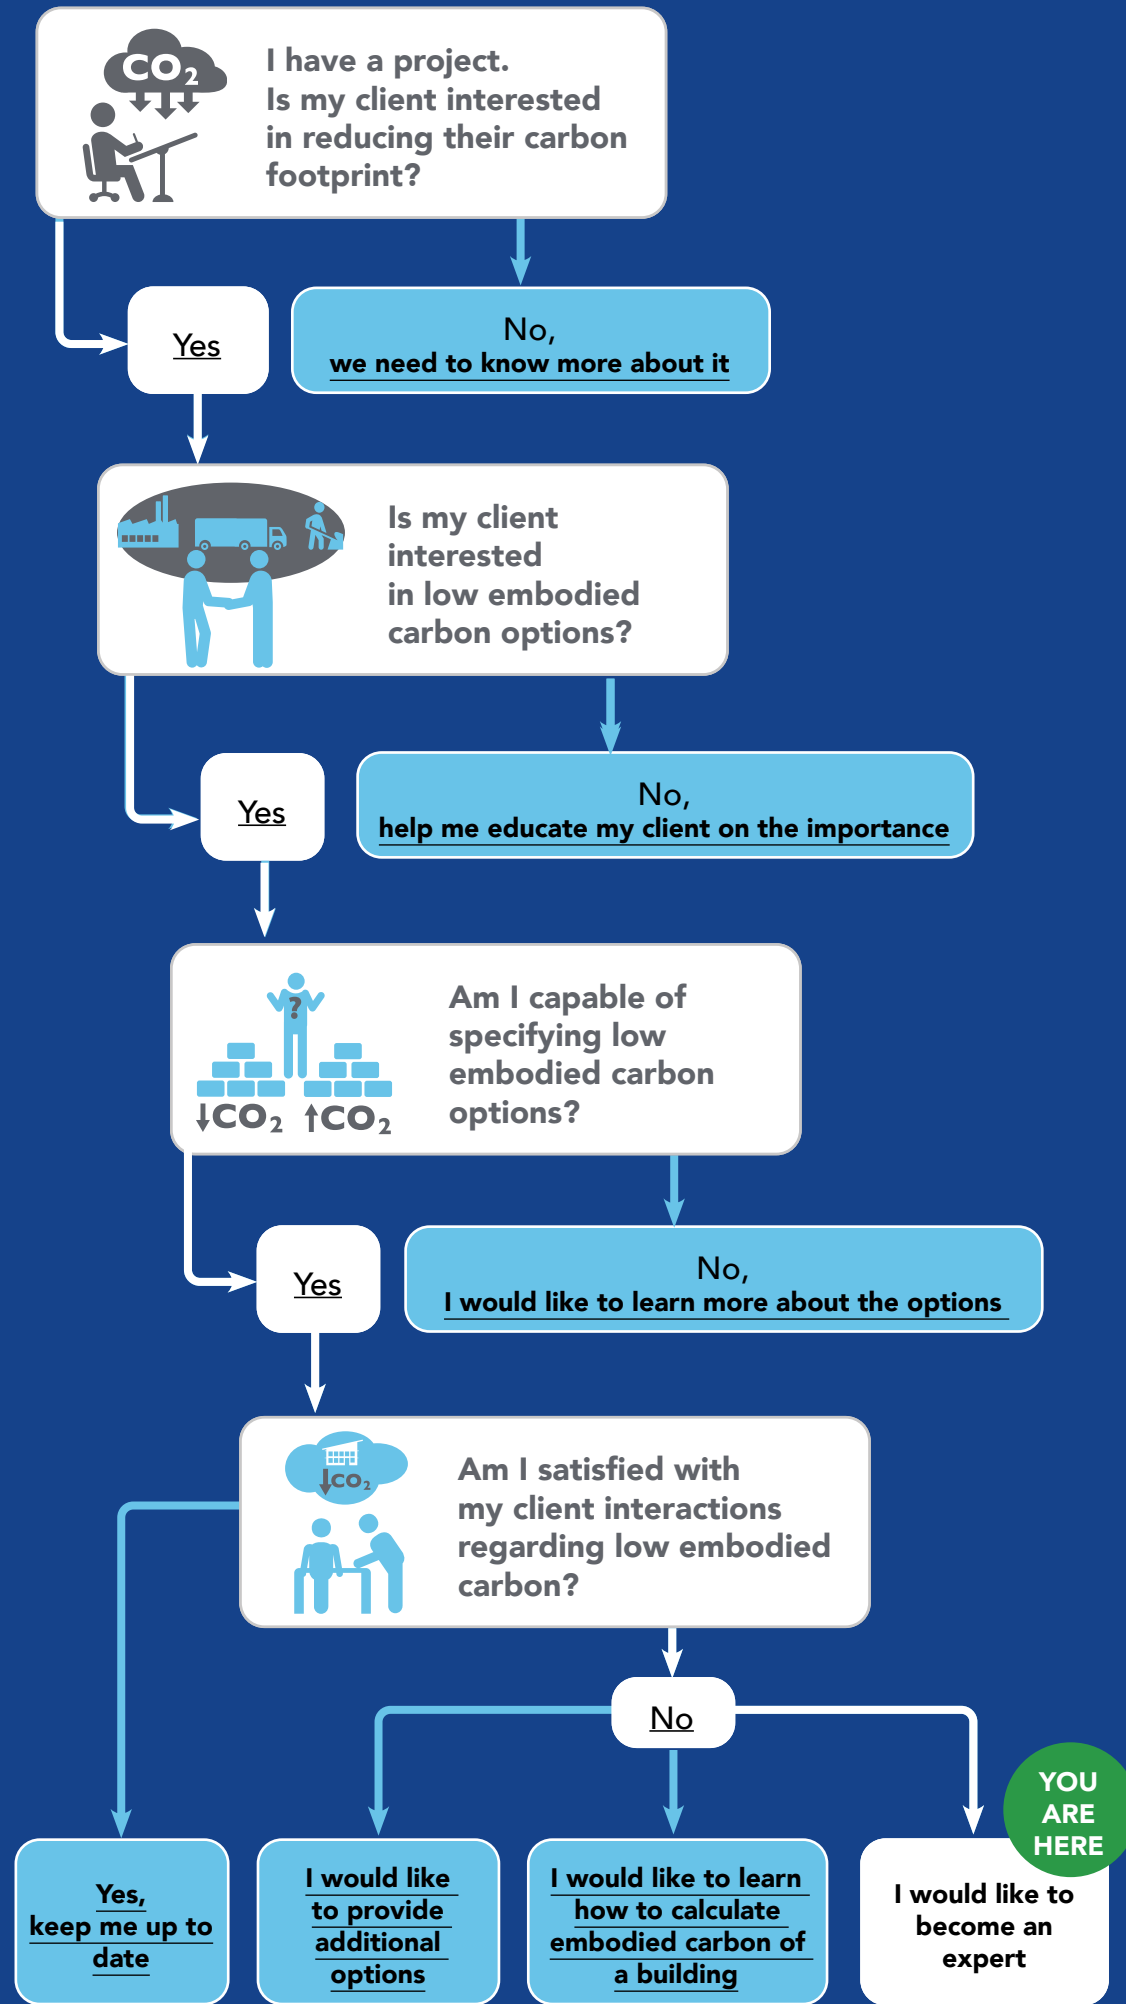 CO2
I have a project.
Is my client interested
in reducing their carbon
footprint?
Yes
No,
we need to know more about it
Is my client
interested
in low embodied
carbon options?
Yes
No,
help me educate my client on the importance
?
↓CO2 ↑CO2
Am I capable of
specifying low
embodied carbon
options?
Yes
No,
I would like to learn more about the options
↓CO2
Am I satisfied with
my client interactions
regarding low embodied
carbon?
No
YOU
ARE
HERE
Yes,
keep me up to
date
I would like
to provide
additional
options
I would like to learn
how to calculate
embodied carbon of
a building
I would like to
become an
expert